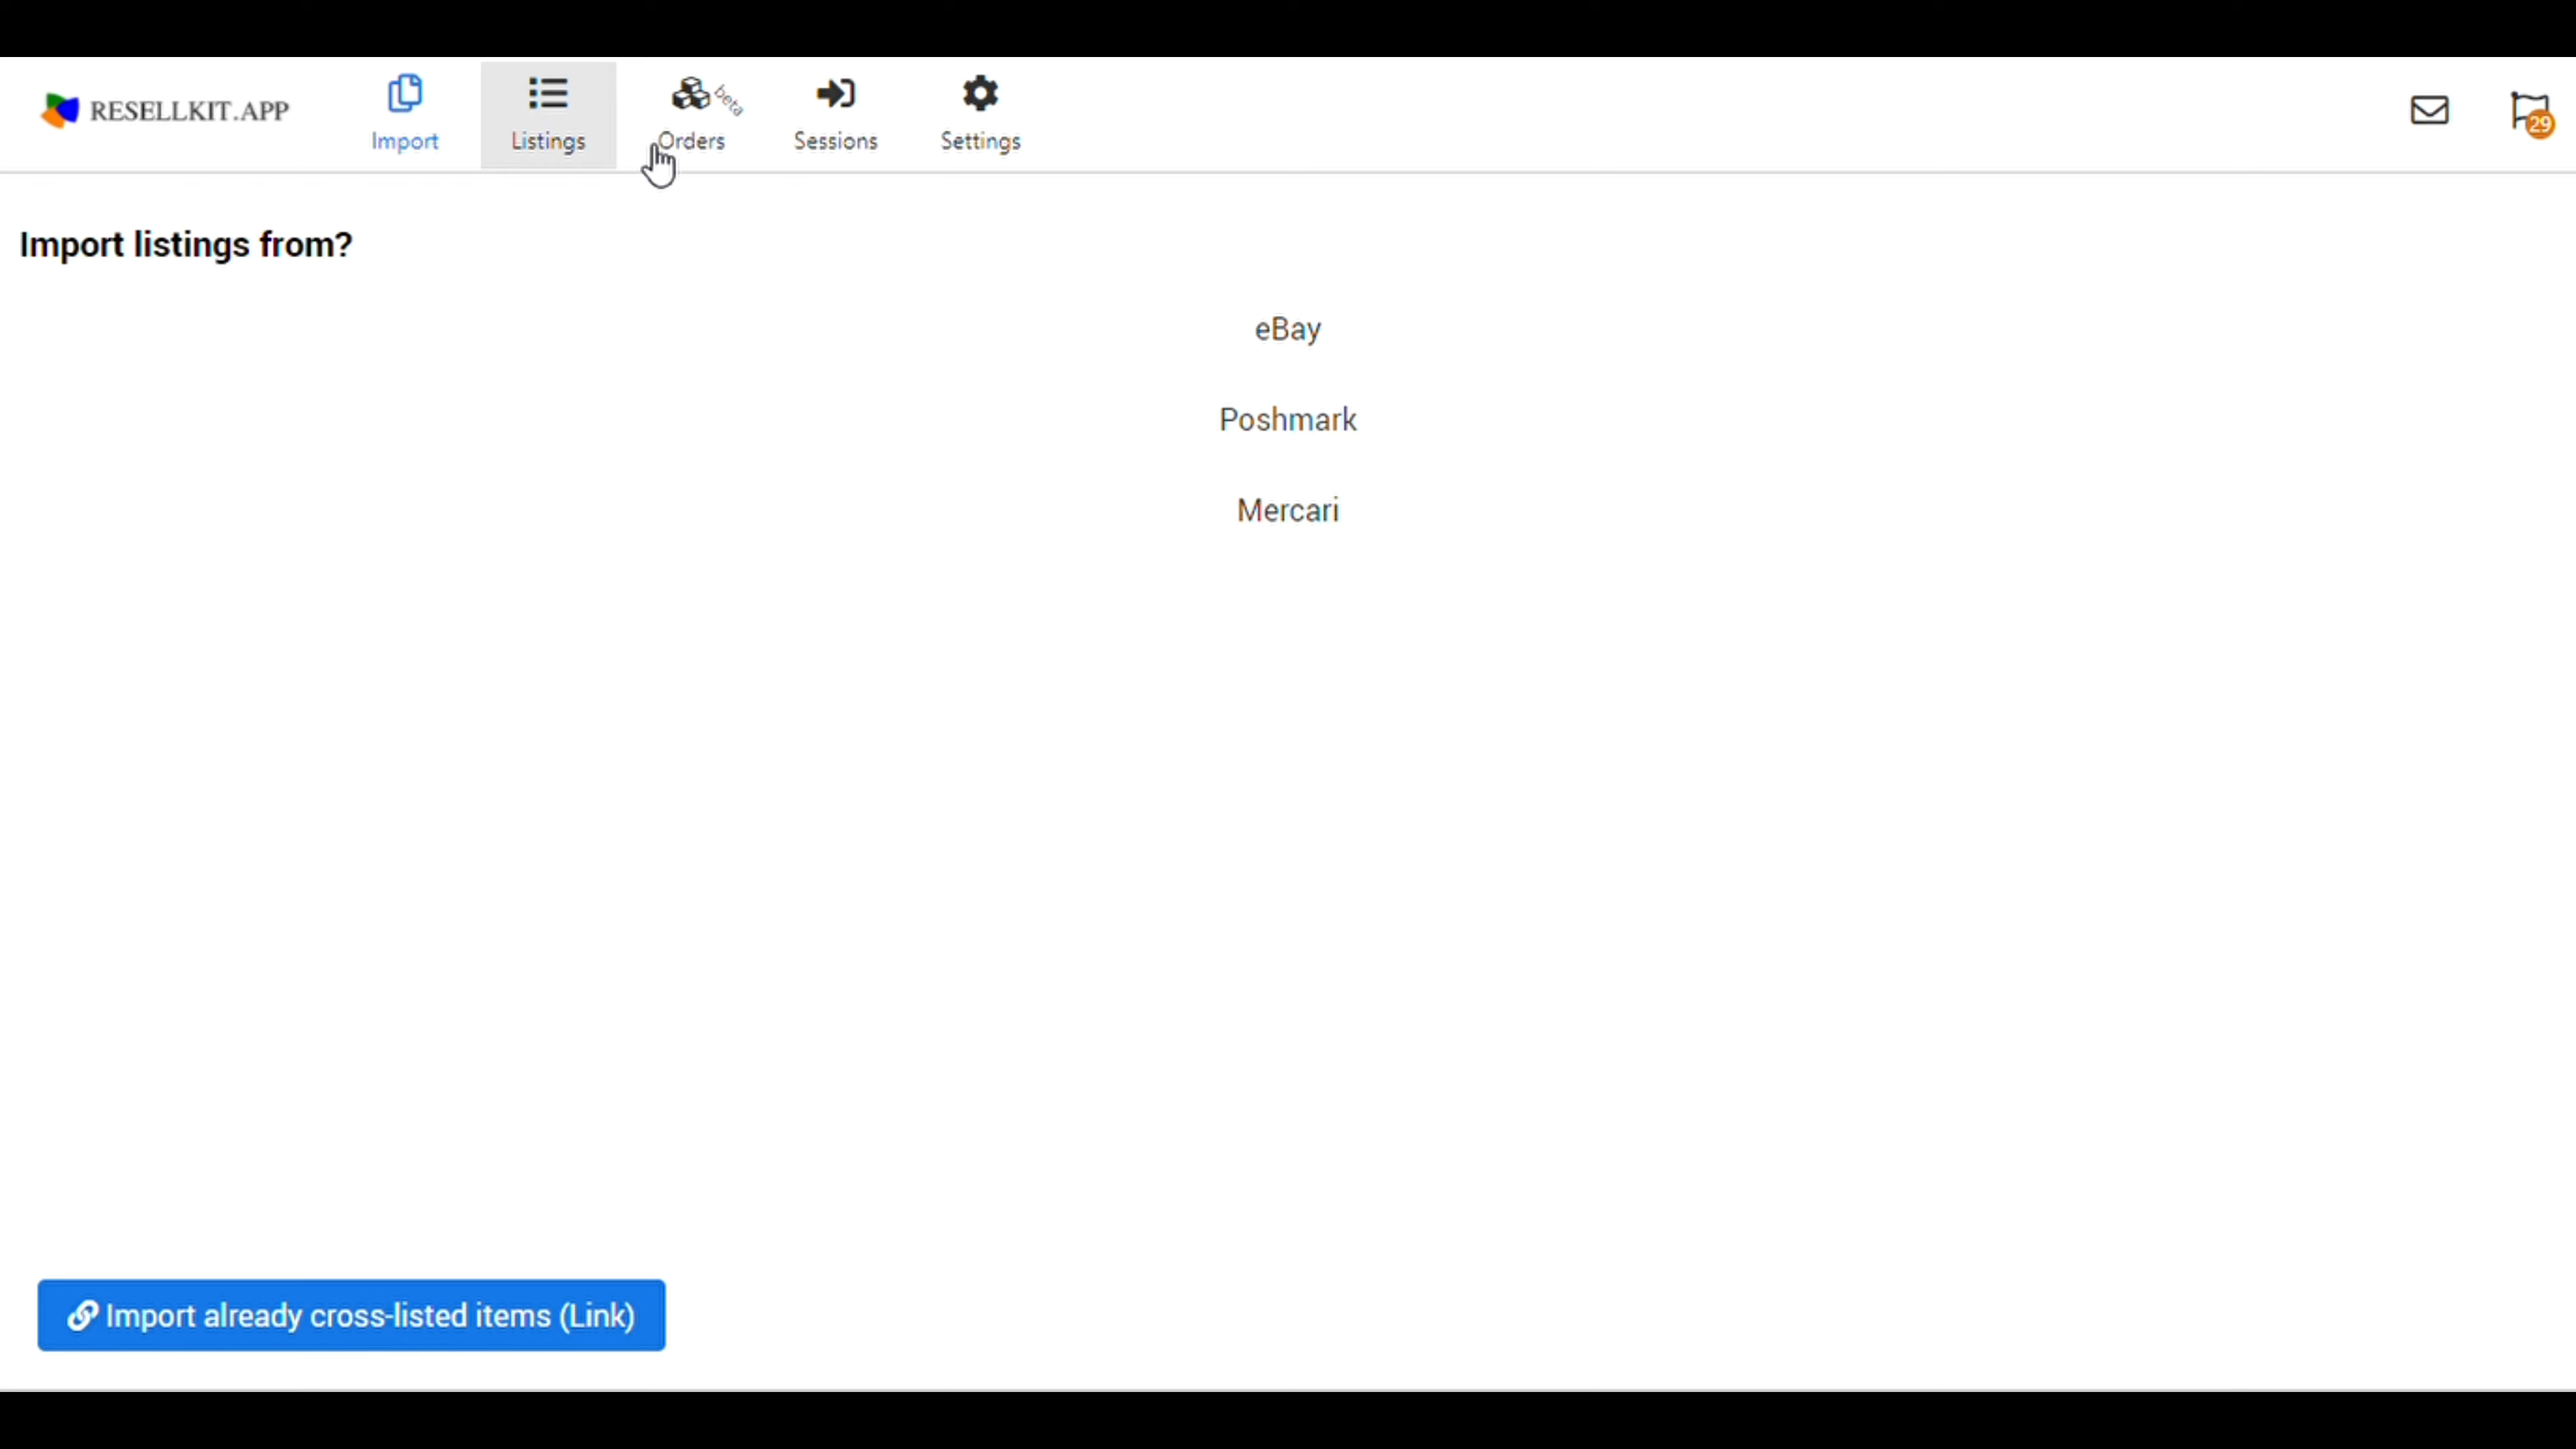 RESELLKIT.APP
Import
Listings
Orders
beta
Sessions
Settings
29
Import listings from?
eBay
Poshmark
Mercari
Import already cross-listed items (Link)